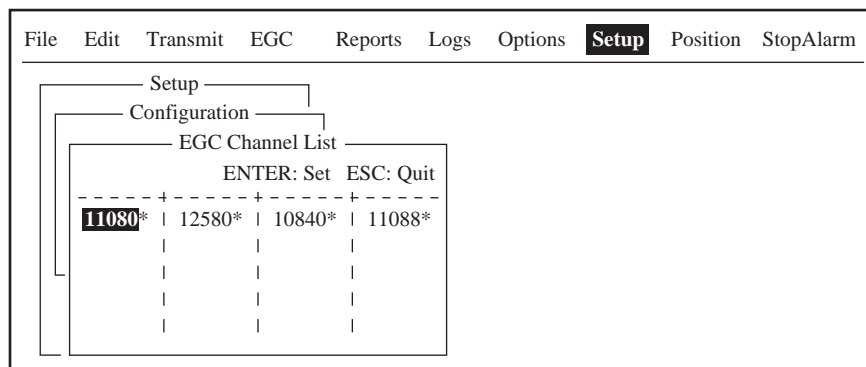 File Edit Transmit EGC Reports Logs Options Setup Position StopAlarm
Setup
Configuration
EGC Channel List
ENTER: Set ESC: Quit
11080* 12580* 10840* 11088*